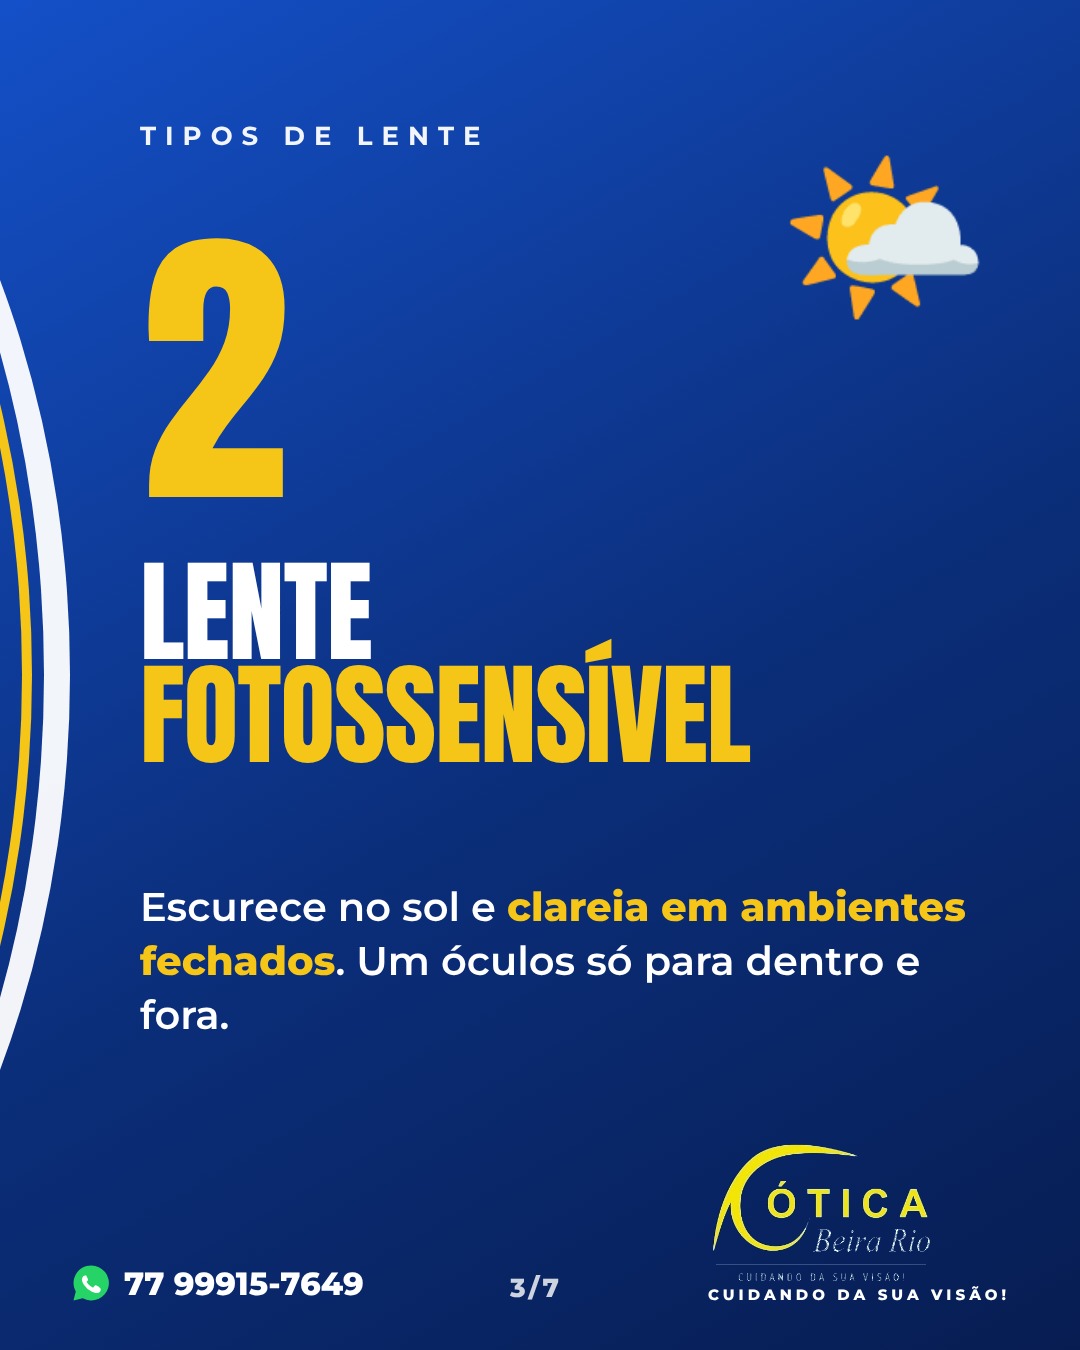 TIPOS DE LENTE
2
LENTE
FOTOSSENSÍVEL
Escurece no sol e clareia em ambientes
fechados. Um óculos só para dentro e
fora.
ÓTICA
Beira Rio
CUIDANDO DA SUA VISÃO!
77 99915-7649
3/7
CUIDANDO DA SUA VISÃO!